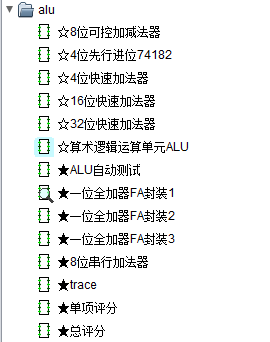 alu
☆8位可控加减法器
☆4位先行进位74182
☆4位快速加法器
☆16位快速加法器
☆32位快速加法器
☆算术逻辑运算单元ALU
★ALU自动测试
★一位全加器FA封装1
★一位全加器FA封装2
★一位全加器FA封装3
★8位串行加法器
★trace
★单项评分
★总评分